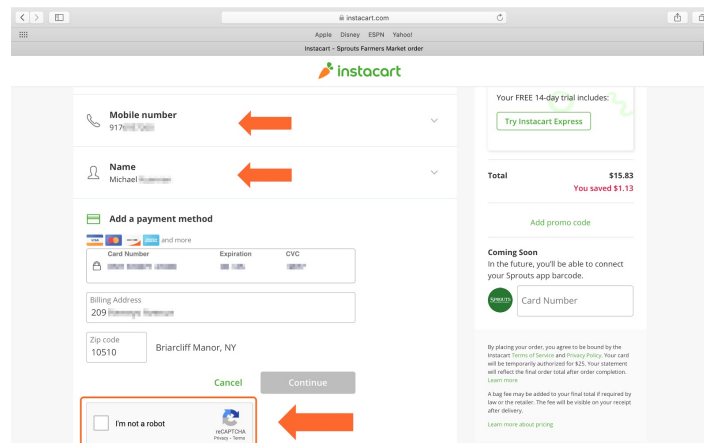 instacart.com
Apple Disney ESPN Yahoo!
Instacart - Sprouts Farmers Market order
instacart
Mobile number
917
Name
Michael
Add a payment method
VISA and more
Card Number Expiration CVC
Billing Address
209
Zip code
10510
Briarcliff Manor, NY
Cancel Continue
I'm not a robot
reCAPTCHA
Privacy - Terms
Your FREE 14-day trial includes:
Try Instacart Express
Total $15.83
You saved $1.13
Add promo code
Coming Soon
In the future, you'll be able to connect
your Sprouts app barcode.
SPROUTS
Card Number
By placing your order, you agree to be bound by the
Instacart Terms of Service and Privacy Policy. Your card
will be temporarily authorized for $25. Your statement
will reflect the final order total after order completion.
Learn more
A bag fee may be added to your final total if required by
law or the retailer. The fee will be visible on your receipt
after delivery.
Learn more about pricing